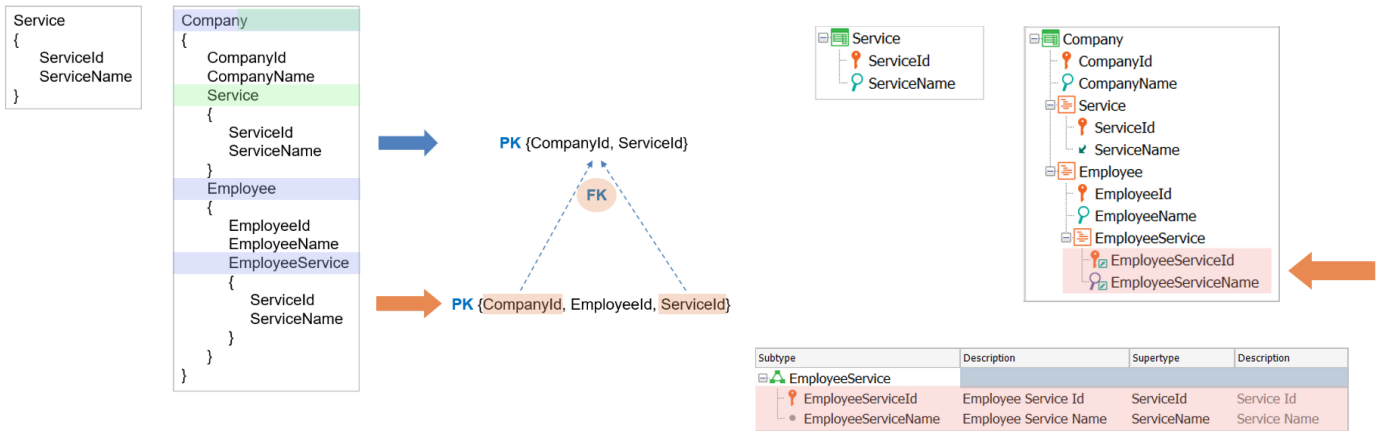 Service
{
ServiceId
ServiceName
}
Company
{
CompanyId
CompanyName
Service
{
ServiceId
ServiceName
}
Employee
{
EmployeeId
EmployeeName
EmployeeService
{
ServiceId
ServiceName
}
}
}
PK {CompanyId, ServiceId}
FK
PK {CompanyId, EmployeeId, ServiceId}
Service
ServiceId
ServiceName
Company
CompanyId
CompanyName
Service
ServiceId
ServiceName
Employee
EmployeeId
EmployeeName
EmployeeService
EmployeeServiceId
EmployeeServiceName
Subtype Description Supertype Description
EmployeeService
EmployeeServiceId Employee Service Id ServiceId Service Id
EmployeeServiceName Employee Service Name ServiceName Service Name